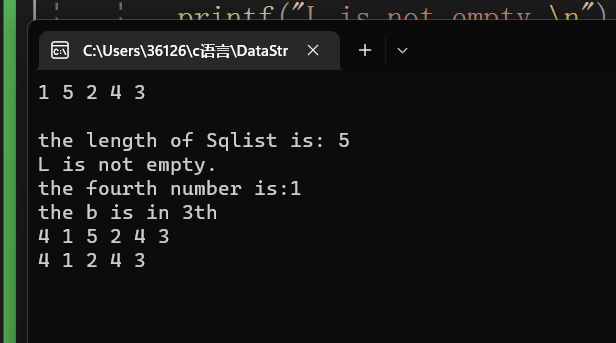 printf("L is not empty.\n")
C:\Users\36126\c语言\DataStr
1 5 2 4 3
the length of Sqlist is: 5
L is not empty.
the fourth number is:1
the b is in 3th
4 1 5 2 4 3
4 1 2 4 3